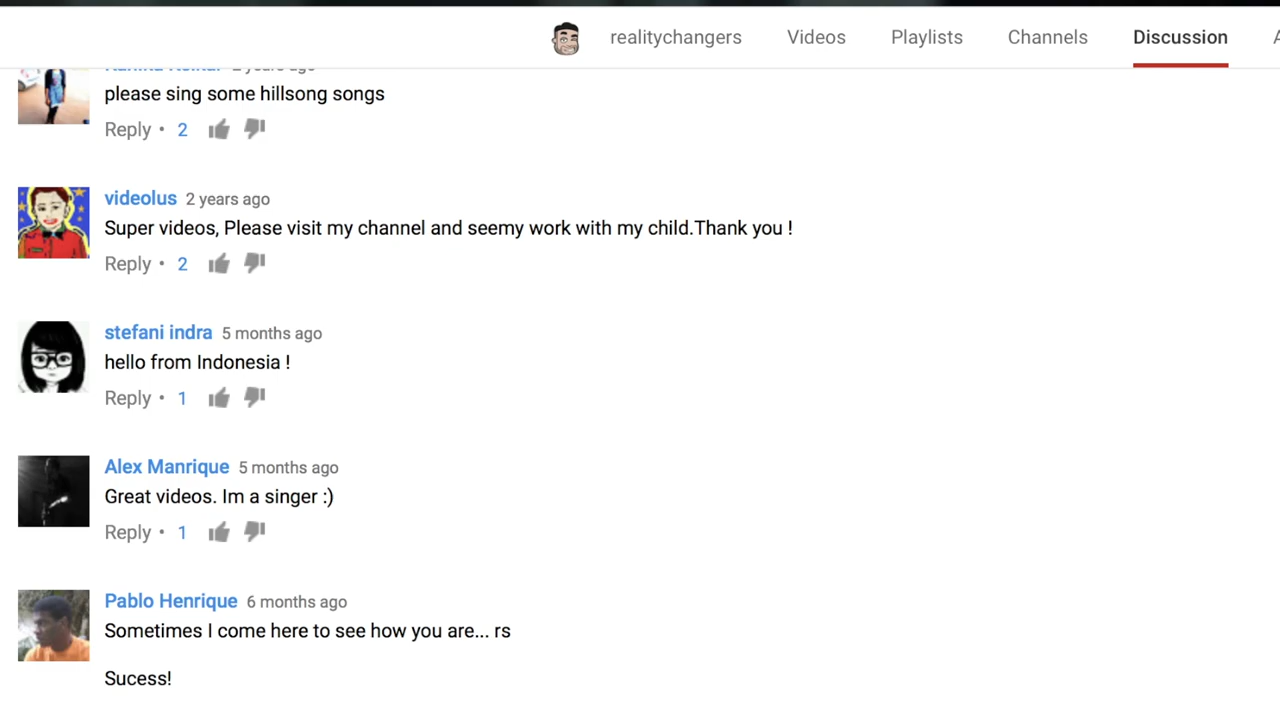 realitychangers Videos Playlists Channels Discussion
2 years ago
please sing some hillsong songs
Reply • 2
videolus 2 years ago
Super videos, Please visit my channel and seemy work with my child.Thank you !
Reply • 2
stefani indra 5 months ago
hello from Indonesia !
Reply • 1
Alex Manrique 5 months ago
Great videos. Im a singer :)
Reply • 1
Pablo Henrique 6 months ago
Sometimes I come here to see how you are... rs
Sucess!